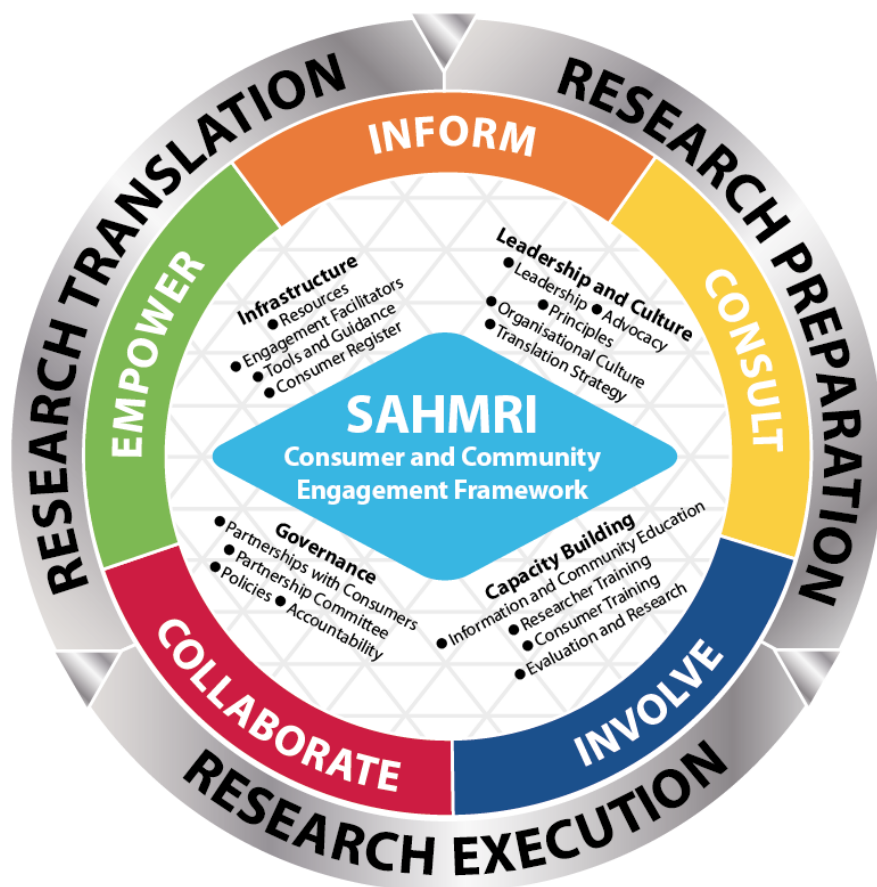 RESEARCH TRANSLATION
RESEARCH PREPARATION
RESEARCH EXECUTION
INFORM
CONSULT
INVOLVE
COLLABORATE
EMPOWER
Infrastructure
● Resources
● Engagement Facilitators
● Tools and Guidance
● Consumer Register
Leadership and Culture
● Leadership ● Advocacy
● Principles
● Organisational Culture
● Translation Strategy
SAHMRI
Consumer and Community
Engagement Framework
Governance
● Partnerships with Consumers
● Partnership Committee
● Policies ● Accountability
Capacity Building
● Information and Community Education
● Researcher Training
● Consumer Training
● Evaluation and Research